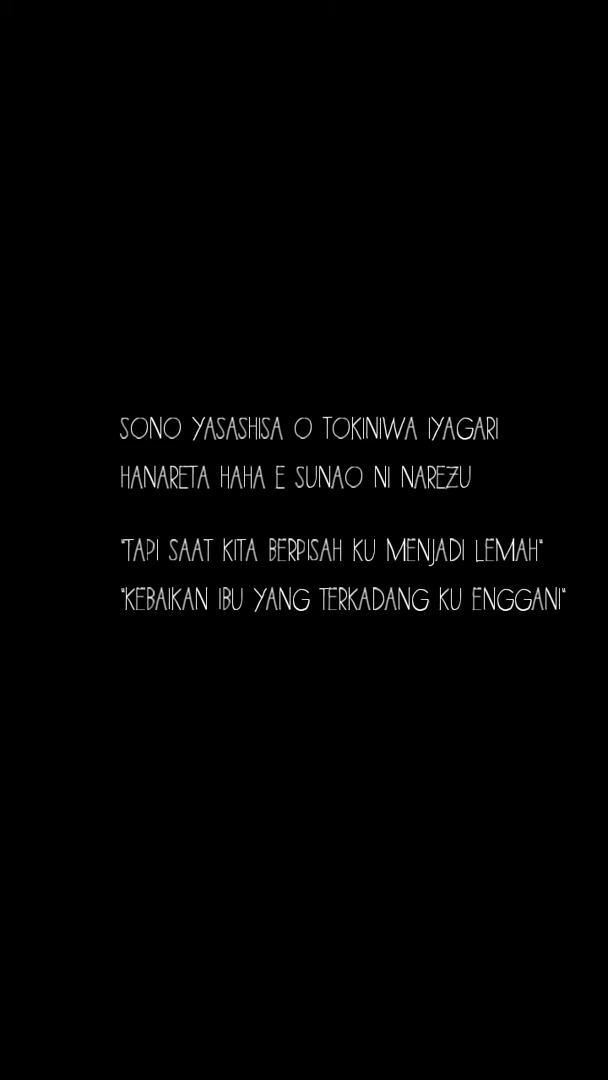 SONO YASASHISA O TOKINIWA IYAGARI
HANARETA HAHA E SUNAO NI NAREZU
"TAPI SAAT KITA BERPISAH KU MENJADI LEMAH"
"KEBAIKAN IBU YANG TERKADANG KU ENGGANI"